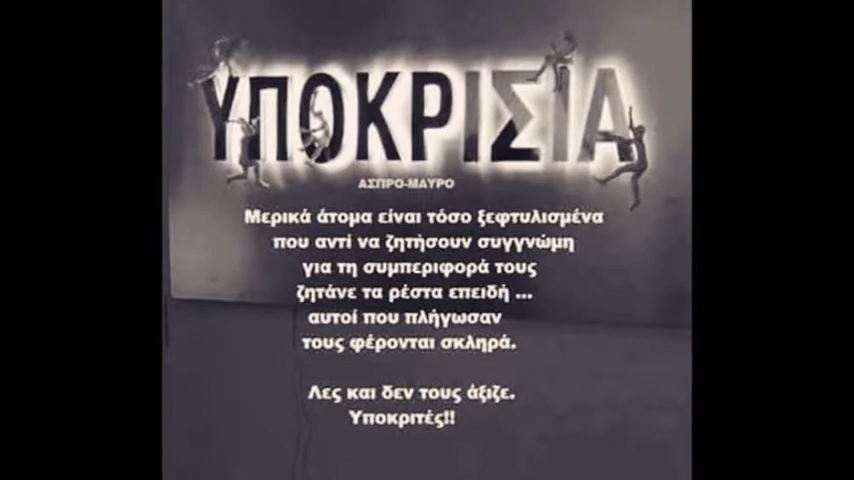 ΥΠΟΚΡΙΣΙΑ
ΑΣΠΡΟ-ΜΑΥΡΟ
Μερικά άτομα είναι τόσο ξεφτυλισμένα
που αντί να ζητήσουν συγγνώμη
για τη συμπεριφορά τους
ζητάνε τα ρέστα επειδή ...
αυτοί που πλήγωσαν
τους φέρονται σκληρά.
Λες και δεν τους άξιζε.
Υποκριτές!!